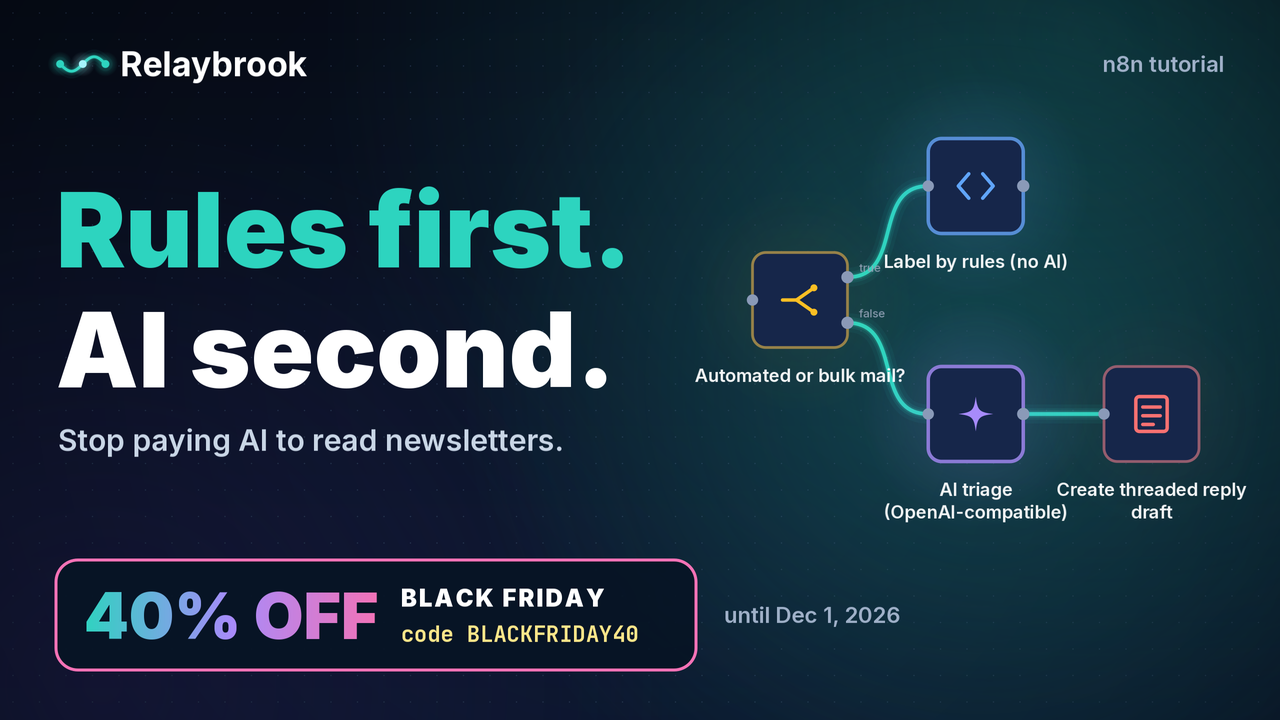 Relaybrook
n8n tutorial
Rules first.
AI second.
Stop paying AI to read newsletters.
true
Label by rules (no AI)
false
Automated or bulk mail?
AI triage
(OpenAI-compatible)
Create threaded reply
draft
40% OFF
BLACK FRIDAY
code BLACKFRIDAY40
until Dec 1, 2026